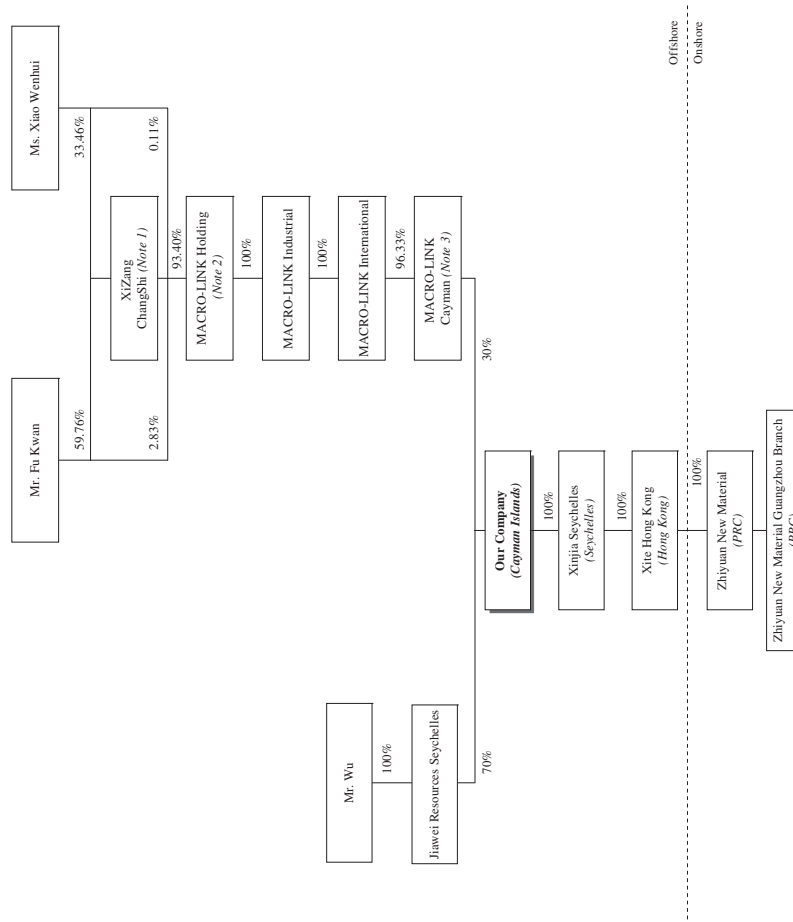 Mr. Fu Kwan
Ms. Xiao Wenhui
59.76%
33.46%
2.83%
0.11%
XiZang
ChangShi (Note 1)
93.40%
MACRO-LINK Holding
(Note 2)
100%
MACRO-LINK Industrial
100%
MACRO-LINK International
96.33%
MACRO-LINK
Cayman (Note 3)
30%
Mr. Wu
100%
Jiawei Resources Seychelles
70%
Our Company
(Cayman Islands)
100%
Xinjia Seychelles
(Seychelles)
100%
Xite Hong Kong
(Hong Kong)
Offshore
Onshore
100%
Zhiyuan New Material
(PRC)
Zhiyuan New Material Guangzhou Branch